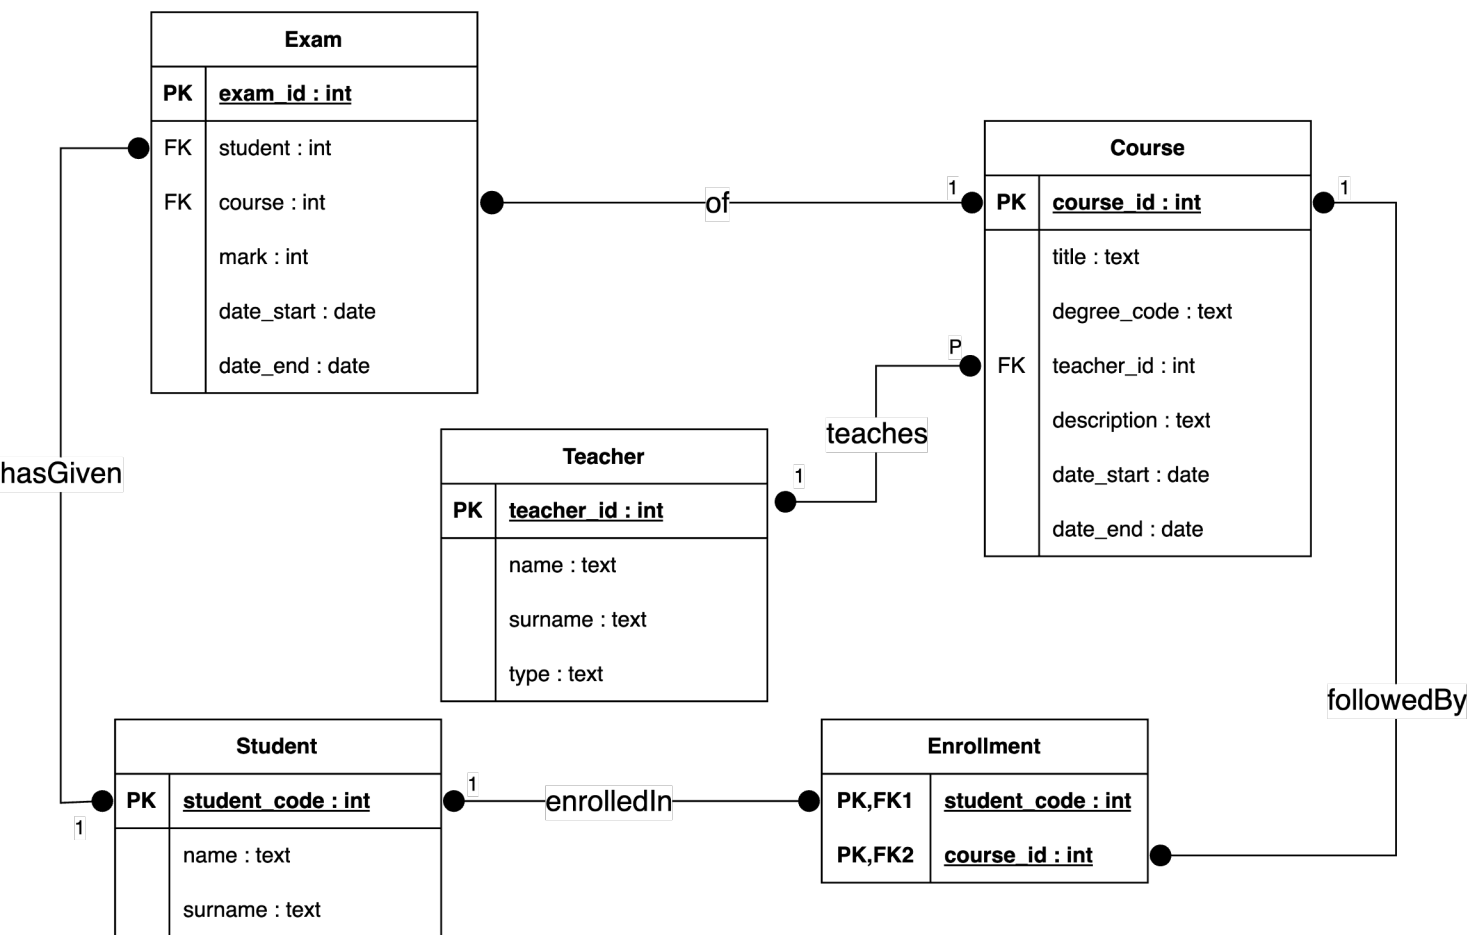 Exam
PK exam_id : int
FK student : int
FK course : int
mark : int
date_start : date
date_end : date
of
1
1
Course
PK course_id : int
title : text
degree_code : text
FK teacher_id : int
description : text
date_start : date
date_end : date
P
teaches
1
hasGiven
Teacher
PK teacher_id : int
name : text
surname : text
type : text
followedBy
Student
PK student_code : int
name : text
surname : text
1
1
enrolledIn
Enrollment
PK,FK1 student_code : int
PK,FK2 course_id : int